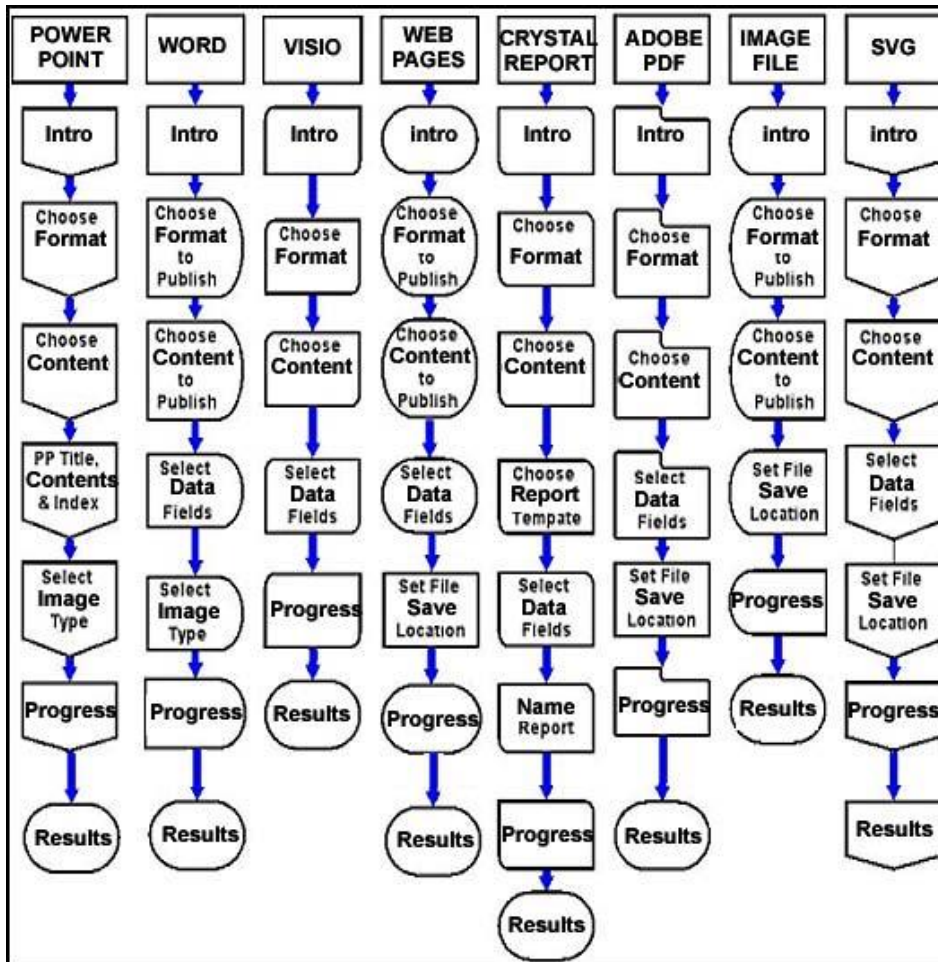 POWER
POINT
Intro
Choose
Format
Choose
Content
PP Title,
Contents
& Index
Select
Image
Type
Progress
Results
WORD
Intro
Choose
Format
to
Publish
Choose
Content
to
Publish
Select
Data
Fields
Select
Image
Type
Progress
Results
VISIO
Intro
Choose
Format
Choose
Content
Select
Data
Fields
Progress
Results
WEB
PAGES
intro
Choose
Format
to
Publish
Choose
Content
to
Publish
Select
Data
Fields
Set File
Save
Location
Progress
Results
CRYSTAL
REPORT
Intro
Choose
Format
Choose
Content
Choose
Report
Tempate
Select
Data
Fields
Name
Report
Progress
Results
ADOBE
PDF
Intro
Choose
Format
Choose
Content
Select
Data
Fields
Set File
Save
Location
Progress
Results
IMAGE
FILE
intro
Choose
Format
to
Publish
Choose
Content
to
Publish
Set File
Save
Location
Progress
Results
SVG
intro
Choose
Format
Choose
Content
Select
Data
Fields
Set File
Save
Location
Progress
Results